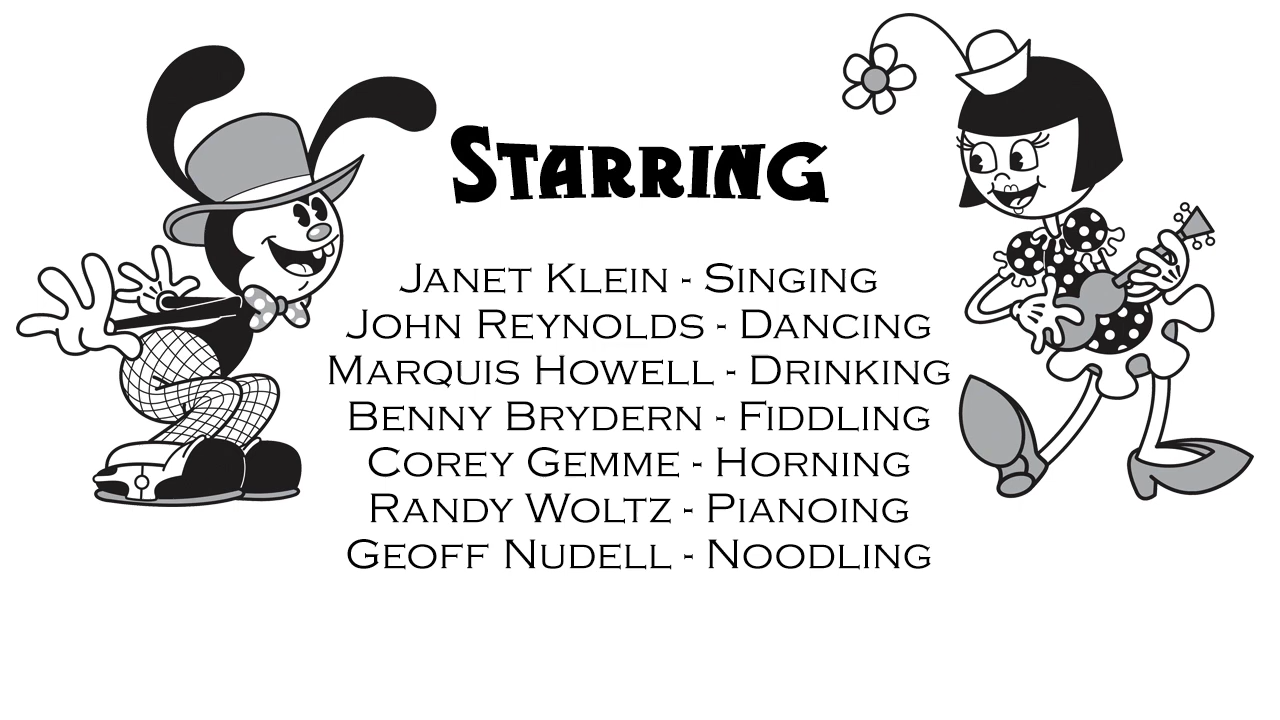 STARRING
JANET KLEIN - SINGING
JOHN REYNOLDS - DANCING
MARQUIS HOWELL - DRINKING
BENNY BRYDERN - FIDDLING
COREY GEMME - HORNING
RANDY WOLTZ - PIANOING
GEOFF NUDELL - NOODLING